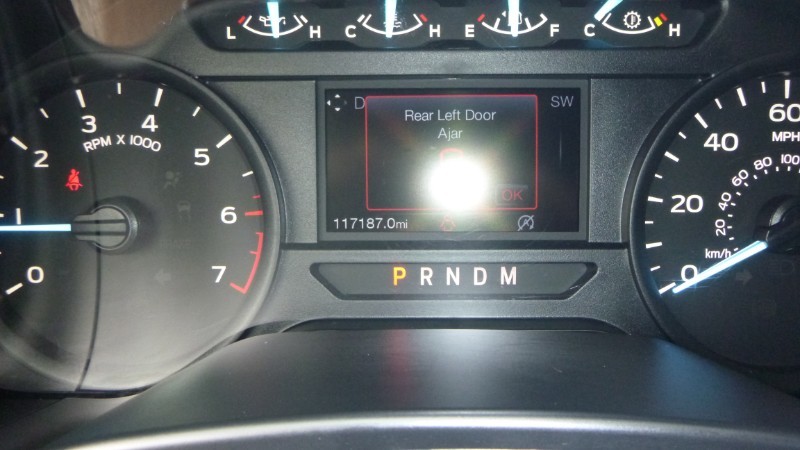 L H C H E F C H
D SW
Rear Left Door
Ajar
OK
117187.0mi
P R N D M
0 1 2 3 4 5 6 7
RPM X 1000
0 20 40 60
MPH
20 40 60 80 100
km/h